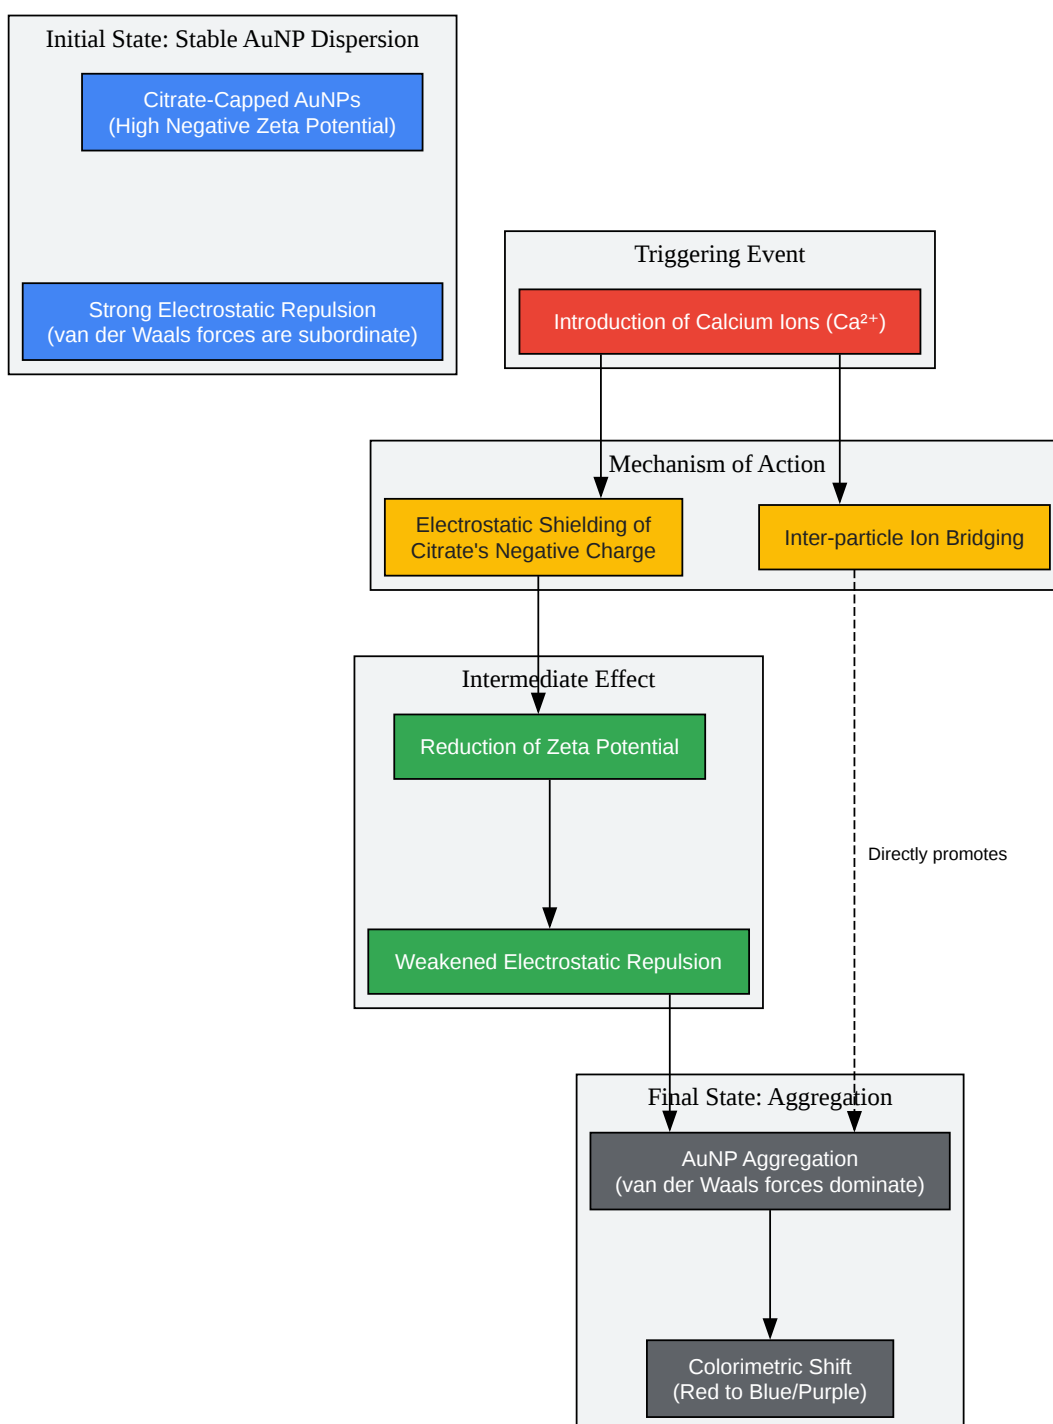 Initial State: Stable AuNP Dispersion
Citrate-Capped AuNPs
(High Negative Zeta Potential)
Strong Electrostatic Repulsion
(van der Waals forces are subordinate)
Triggering Event
Introduction of Calcium Ions (Ca²⁺)
Mechanism of Action
Electrostatic Shielding of
Citrate's Negative Charge
Inter-particle Ion Bridging
Intermediate Effect
Reduction of Zeta Potential
Directly promotes
Weakened Electrostatic Repulsion
Final State: Aggregation
AuNP Aggregation
(van der Waals forces dominate)
Colorimetric Shift
(Red to Blue/Purple)